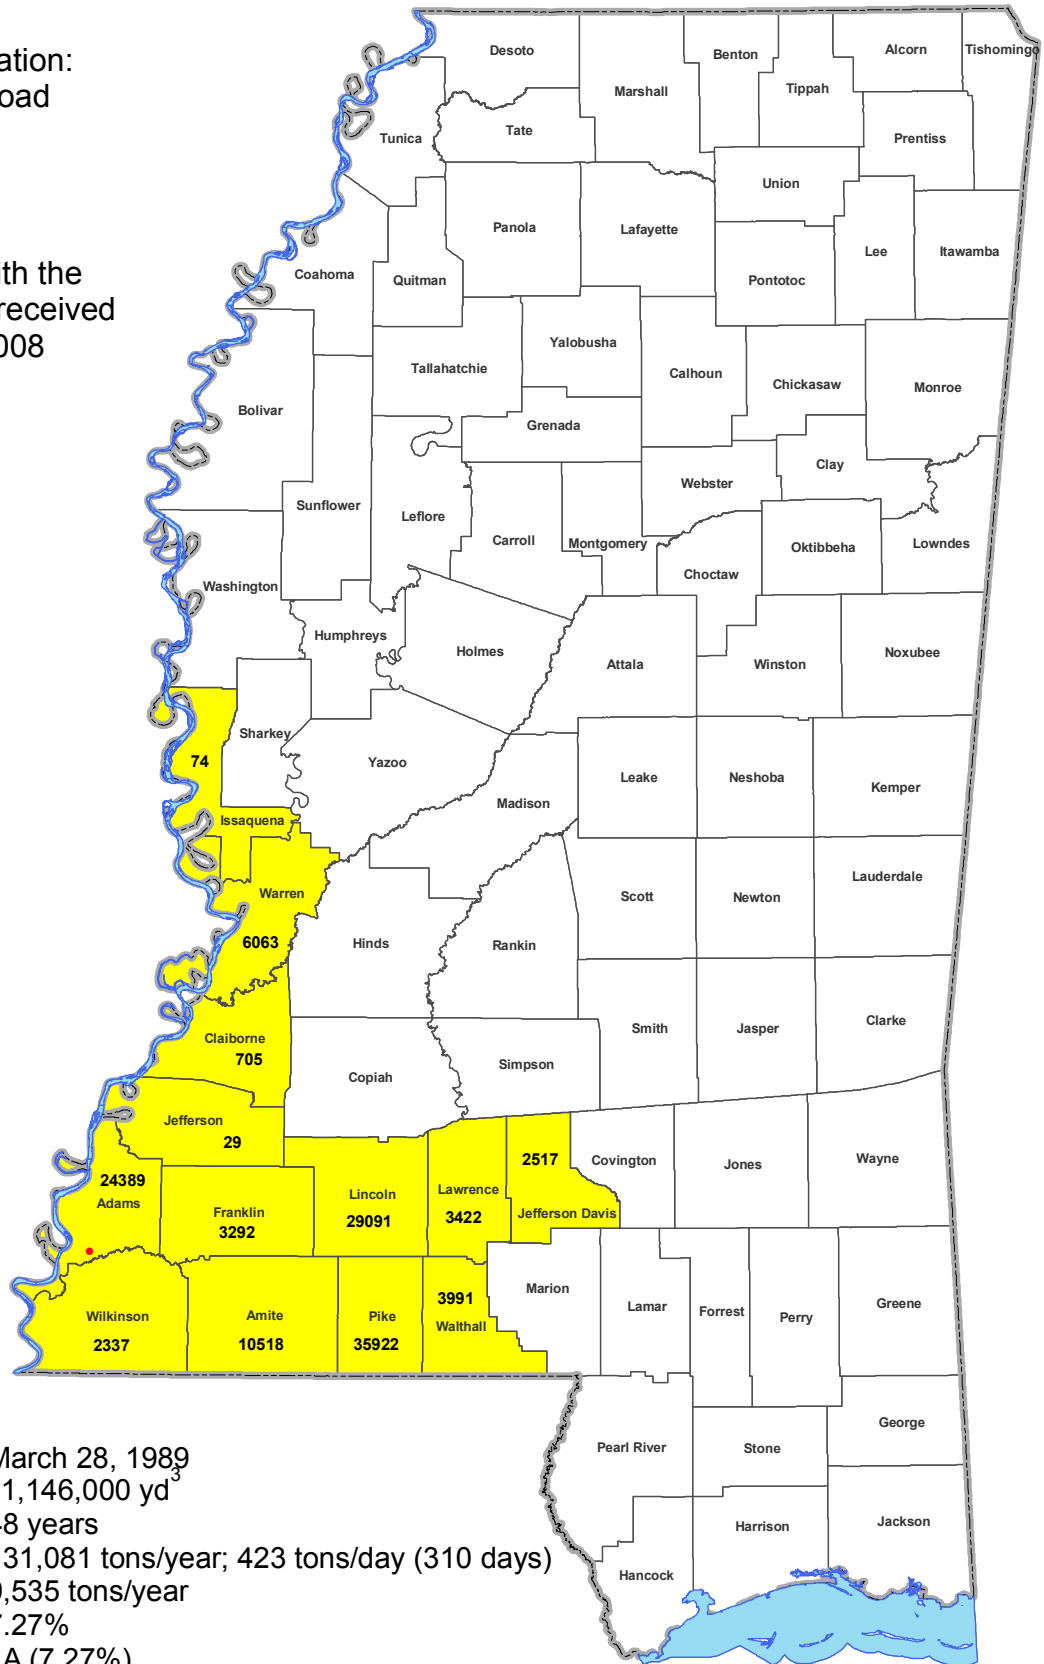 ation:
oad
ith the
received
008
Desoto
Marshall
Benton
Tippah
Alcorn
Tishomingo
Tunica
Tate
Prentiss
Union
Panola
Lafayette
Lee
Itawamba
Coahoma
Quitman
Pontotoc
Yalobusha
Tallahatchie
Calhoun
Chickasaw
Monroe
Bolivar
Grenada
Clay
Webster
Sunflower
Leflore
Carroll
Montgomery
Oktibbeha
Lowndes
Choctaw
Washington
Humphreys
Holmes
Attala
Winston
Noxubee
Sharkey
74
Yazoo
Leake
Neshoba
Kemper
Madison
Issaquena
Warren
Scott
Newton
Lauderdale
6063
Hinds
Rankin
Claiborne
705
Smith
Jasper
Clarke
Copiah
Simpson
Jefferson
29
2517
Covington
Jones
Wayne
24389
Adams
Franklin
3292
Lincoln
29091
Lawrence
3422
Jefferson Davis
Marion
3991
Walthall
Lamar
Forrest
Perry
Greene
Wilkinson
2337
Amite
10518
Pike
35922
George
Pearl River
Stone
Harrison
Jackson
Hancock
March 28, 1989
1,146,000 yd³
48 years
131,081 tons/year; 423 tons/day (310 days)
9,535 tons/year
7.27%
A (7.27%)